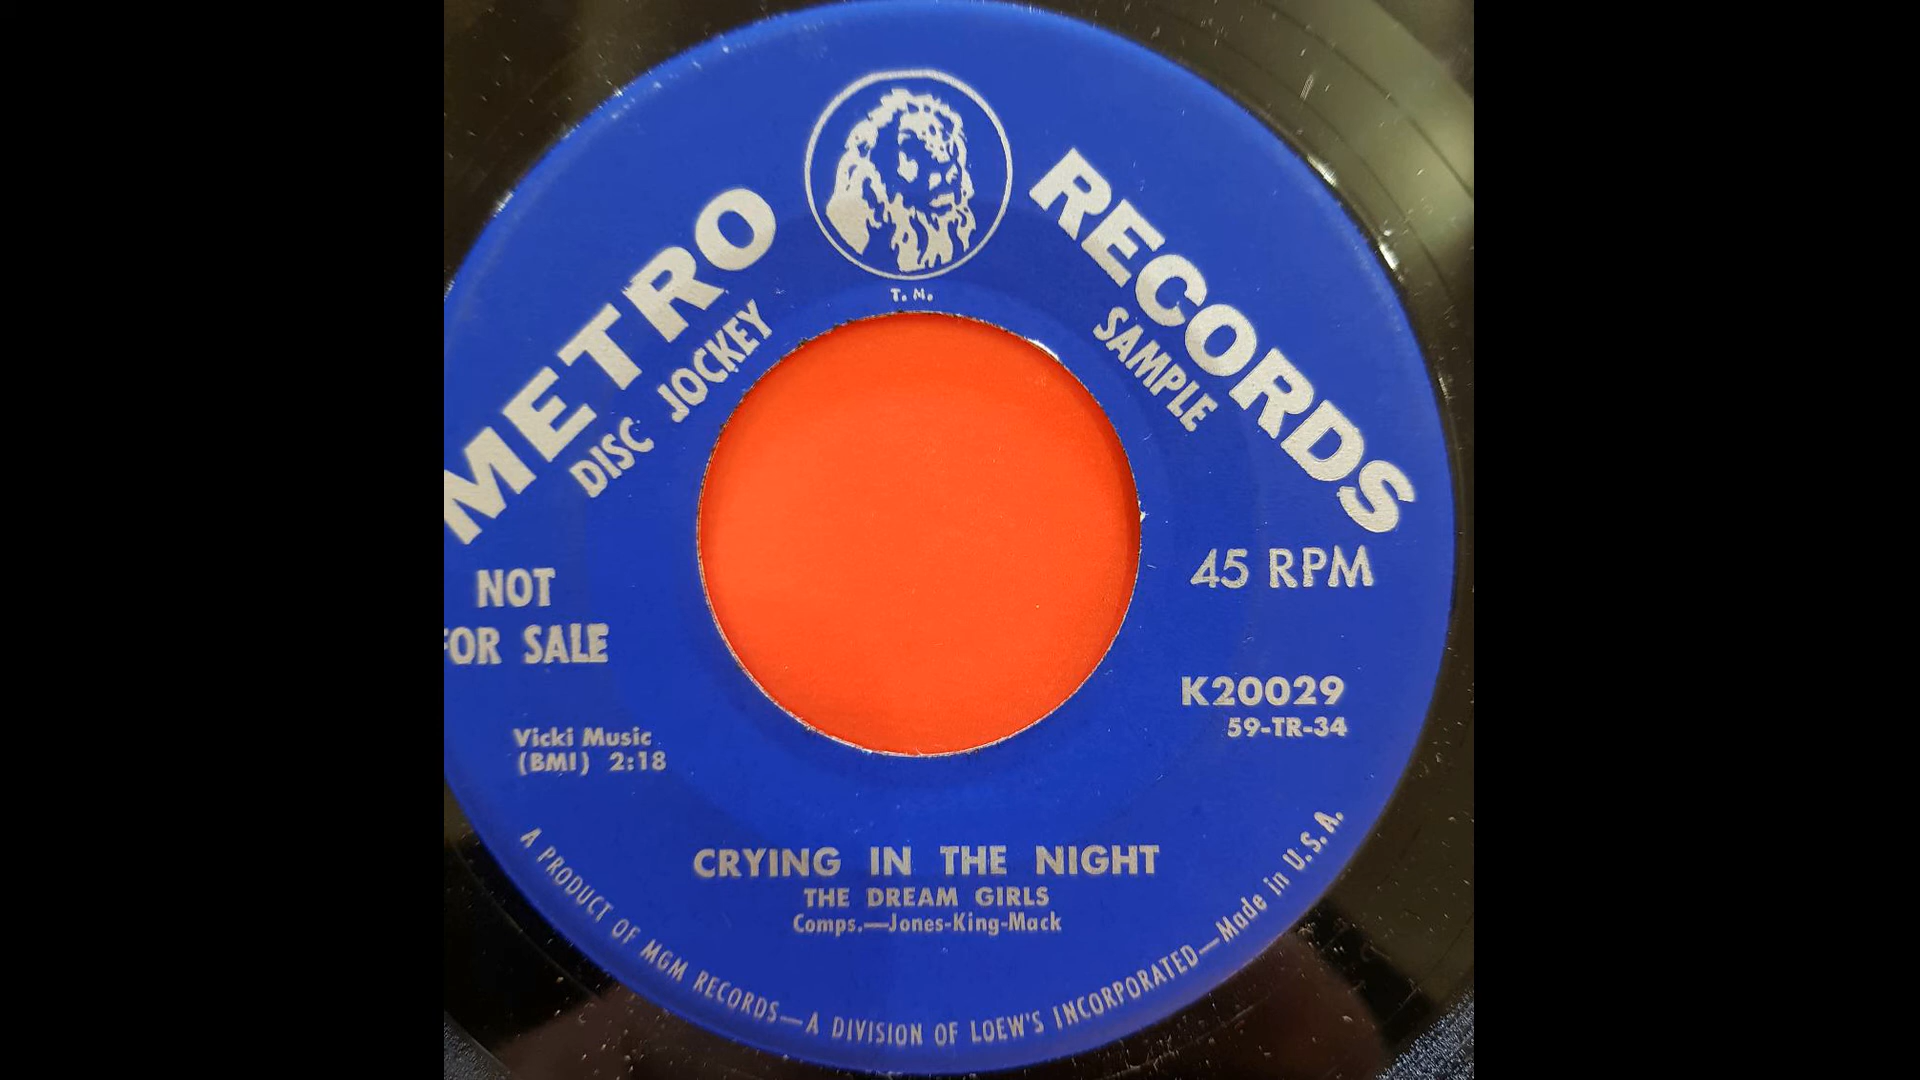 METRO RECORDS
T. M.
DISC JOCKEY SAMPLE
NOT
FOR SALE
45 RPM
K20029
59-TR-34
Vicki Music
(BMI) 2:18
CRYING IN THE NIGHT
THE DREAM GIRLS
Comps.—Jones-King-Mack
A PRODUCT OF MGM RECORDS—A DIVISION OF LOEW'S INCORPORATED—Made in U.S.A.